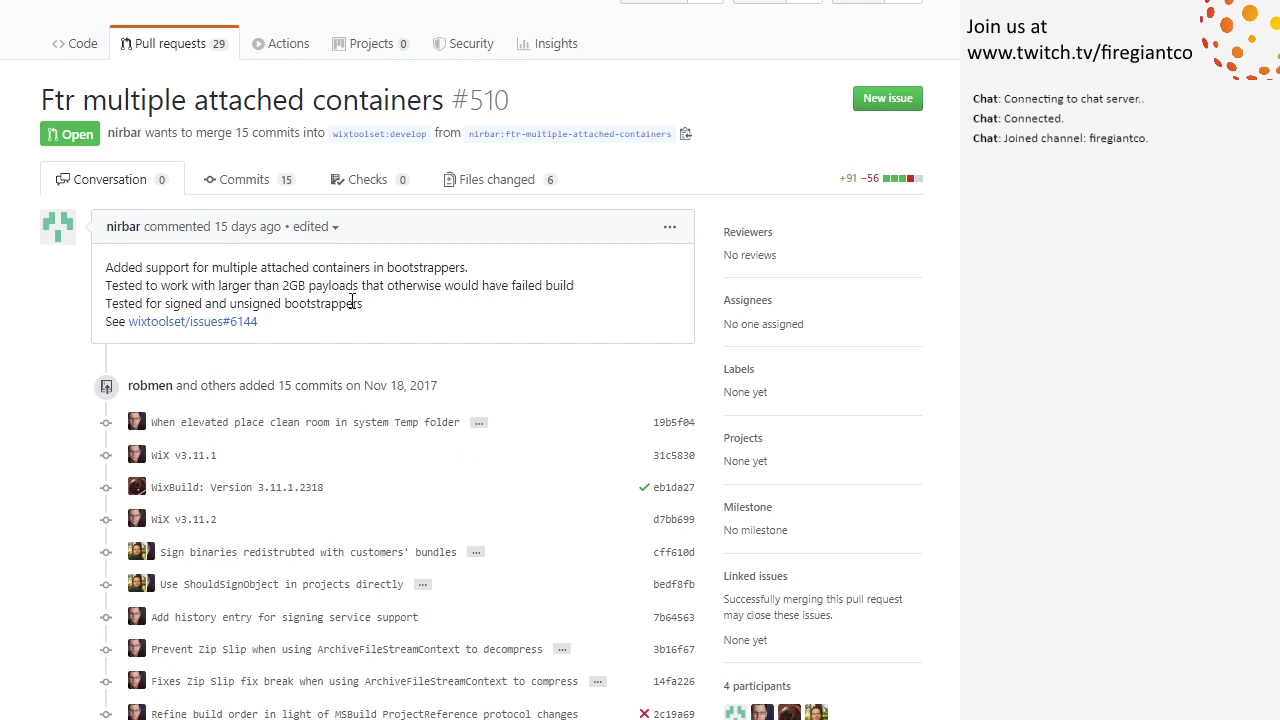 Code
Pull requests 29
Actions
Projects 0
Security
Insights
Ftr multiple attached containers #510
New issue
Open
nirbar wants to merge 15 commits into wixtoolset:develop from nirbar:ftr-multiple-attached-containers
Conversation 0
Commits 15
Checks 0
Files changed 6
+91 −56
nirbar commented 15 days ago • edited
Added support for multiple attached containers in bootstrappers.
Tested to work with larger than 2GB payloads that otherwise would have failed build
Tested for signed and unsigned bootstrappers
See wixtoolset/issues#6144
robmen and others added 15 commits on Nov 18, 2017
When elevated place clean room in system Temp folder ... 19b5f04
WiX v3.11.1 31c5830
WixBuild: Version 3.11.1.2318 eb1da27
WiX v3.11.2 d7bb699
Sign binaries redistrubted with customers' bundles ... cff610d
Use ShouldSignObject in projects directly ... bedf8fb
Add history entry for signing service support 7b64563
Prevent Zip Slip when using ArchiveFileStreamContext to decompress ... 3b16f67
Fixes Zip Slip fix break when using ArchiveFileStreamContext to compress ... 14fa226
Refine build order in light of MSBuild ProjectReference protocol changes 2c19a69
Reviewers
No reviews
Assignees
No one assigned
Labels
None yet
Projects
None yet
Milestone
No milestone
Linked issues
Successfully merging this pull request
may close these issues.
None yet
4 participants
Join us at
www.twitch.tv/firegiantco
Chat: Connecting to chat server..
Chat: Connected.
Chat: Joined channel: firegiantco.